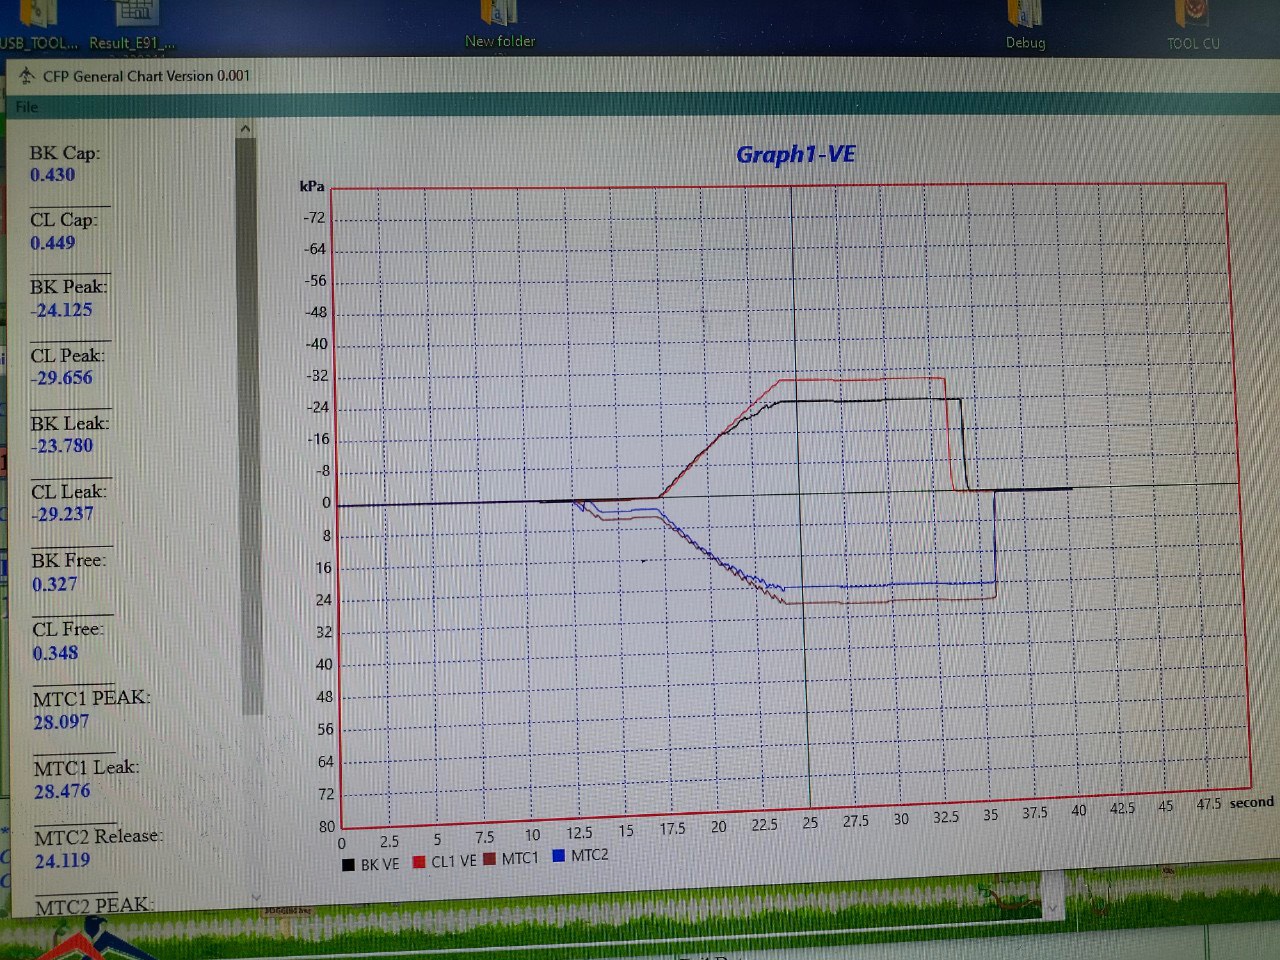 USB_TOOL...
Result_E91_...
New folder
Debug
TOOL CU
CFP General Chart Version 0.001
File
BK Cap:
0.430
CL Cap:
0.449
BK Peak:
-24.125
CL Peak:
-29.656
BK Leak:
-23.780
CL Leak:
-29.237
BK Free:
0.327
CL Free:
0.348
MTC1 PEAK:
28.097
MTC1 Leak:
28.476
MTC2 Release:
24.119
MTC2 PEAK:
Graph1-VE
kPa
-72
-64
-56
-48
-40
-32
-24
-16
-8
0
8
16
24
32
40
48
56
64
72
80
0 2.5 5 7.5 10 12.5 15 17.5 20 22.5 25 27.5 30 32.5 35 37.5 40 42.5 45 47.5 second
BK VE CL1 VE MTC1 MTC2